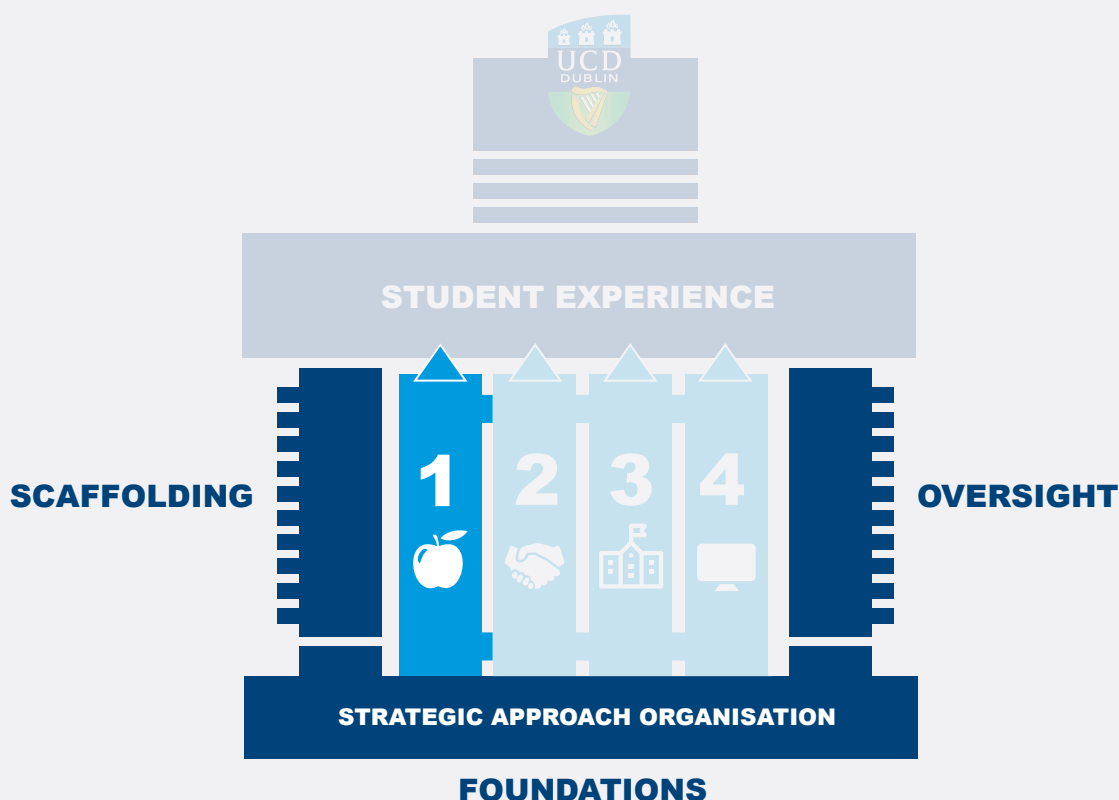 UCD
DUBLIN
STUDENT EXPERIENCE
1
2
3
4
SCAFFOLDING
OVERSIGHT
STRATEGIC APPROACH ORGANISATION
FOUNDATIONS